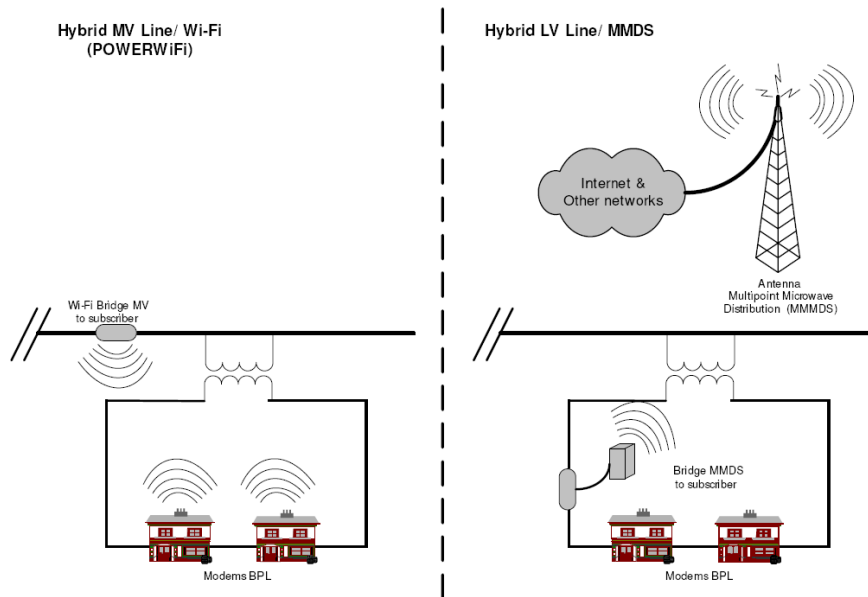 Hybrid MV Line/ Wi-Fi
(POWERWiFi)
Wi-Fi Bridge MV
to subscriber
Modems BPL
Hybrid LV Line/ MMDS
Internet &
Other networks
Antenna
Multipoint Microwave
Distribution (MMMDS)
Bridge MMDS
to subscriber
Modems BPL